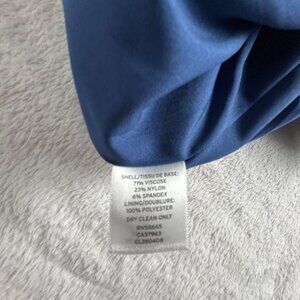 SHELL/TISSU DE BASE:
71% VISCOSE
23% NYLON
6% SPANDEX
LINING/DOUBLURE:
100% POLYESTER
DRY CLEAN ONLY
RN58665
CA37963
CL350408